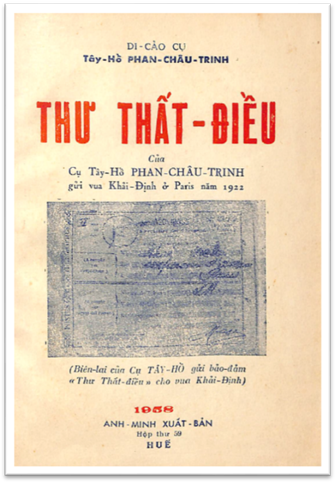 DI-CẢO CỤ
Tây-Hồ PHAN-CHÂU-TRINH
THƯ THẤT-ĐIỀU
Của
Cụ Tây-Hồ PHAN-CHÂU-TRINH
gửi vua Khải-Định ở Paris năm 1922
(Biên-lai của Cụ TÂY-HỒ gửi bảo-đảm
« Thư Thất-điều » cho vua Khải-Định)
1958
ANH-MINH XUẤT-BẢN
Hộp thư 59
HUẾ